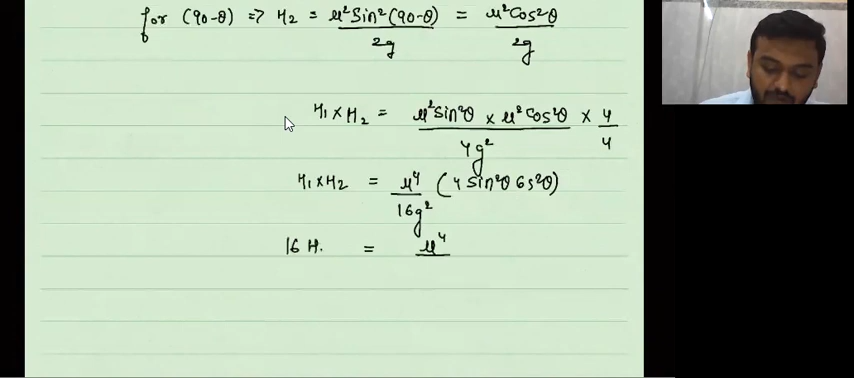 for (90-θ) ⇒ H2 = u²Sin²(90-θ)/2g = u²Cos²θ/2g
H1 × H2 = u²Sin²θ × u²Cos²θ/4g² × 4/4
H1×H2 = u⁴/16g² (4 Sin²θ Cos²θ)
16 H. = u⁴